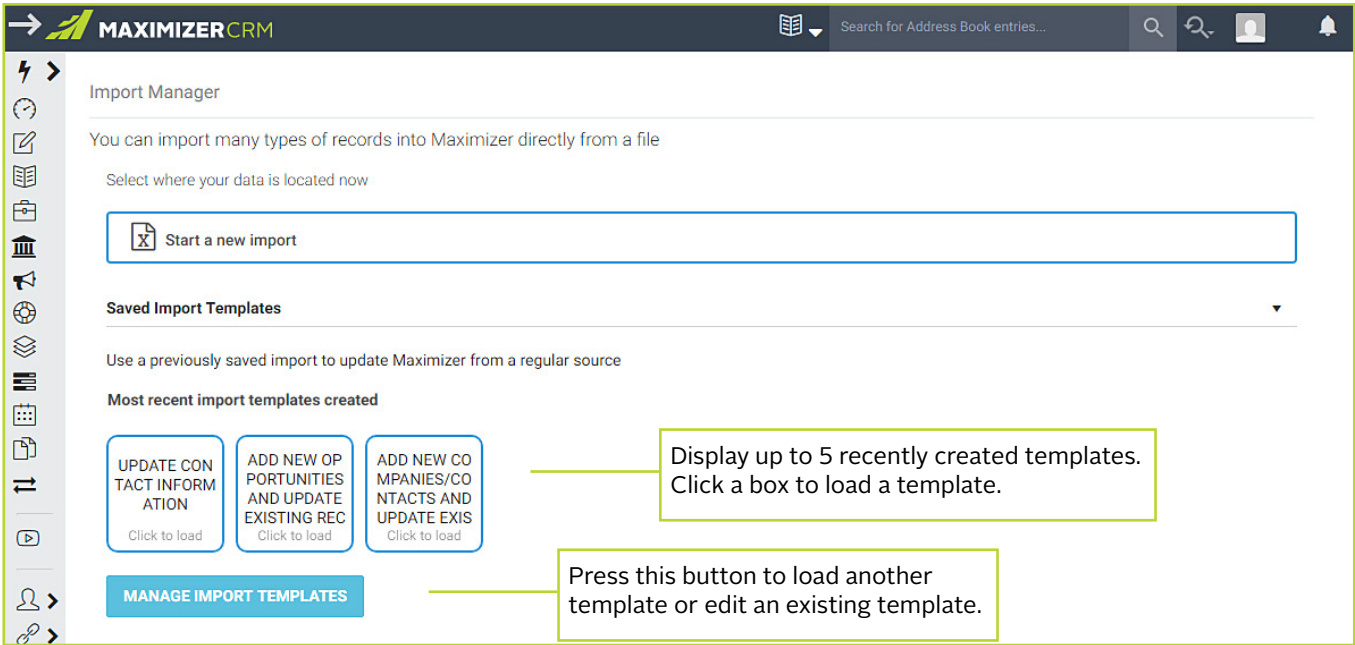 MAXIMIZERCRM
Search for Address Book entries...
Import Manager
You can import many types of records into Maximizer directly from a file
Select where your data is located now
X Start a new import
Saved Import Templates
Use a previously saved import to update Maximizer from a regular source
Most recent import templates created
UPDATE CON
TACT INFORM
ATION
Click to load
ADD NEW OP
PORTUNITIES
AND UPDATE
EXISTING REC
Click to load
ADD NEW CO
MPANIES/CO
NTACTS AND
UPDATE EXIS
Click to load
Display up to 5 recently created templates.
Click a box to load a template.
MANAGE IMPORT TEMPLATES
Press this button to load another
template or edit an existing template.